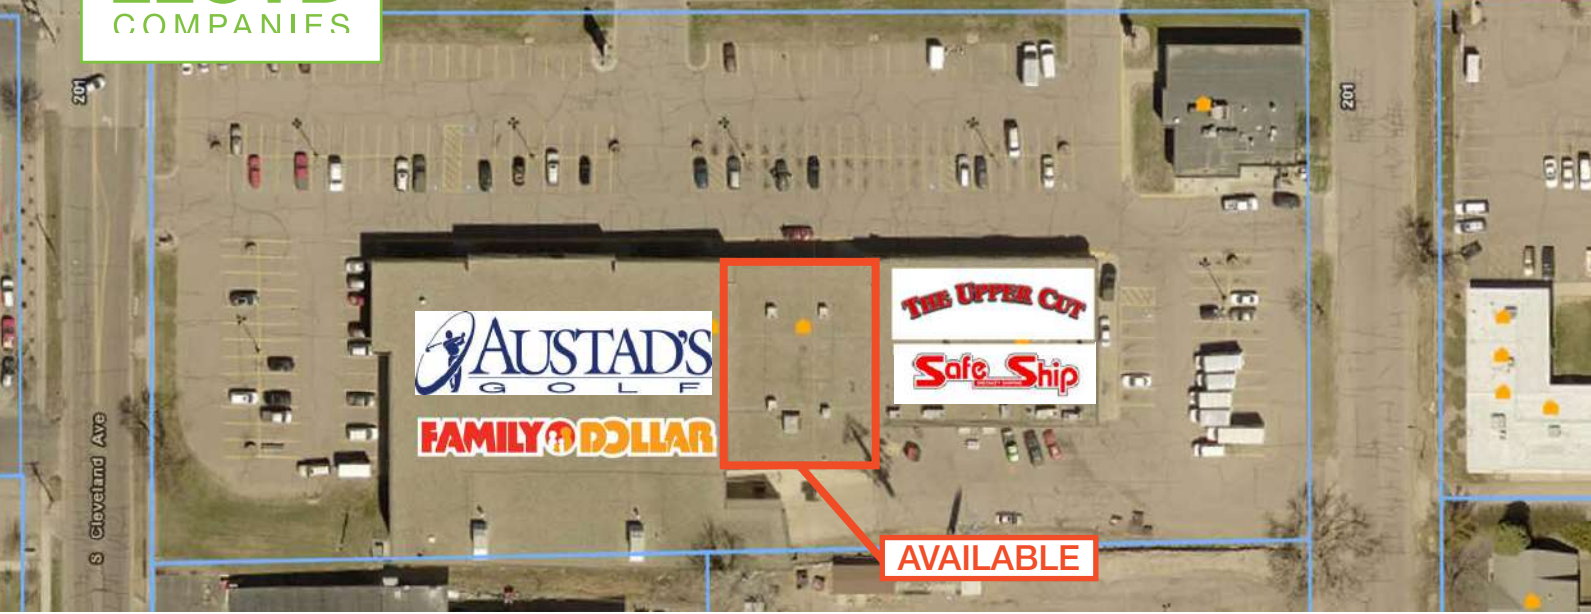 COMPANIES
201
201
THE UPPER CUT
AUSTAD'S
GOLF
Safe Ship
FAMILY DOLLAR
S Cleveland Ave
AVAILABLE